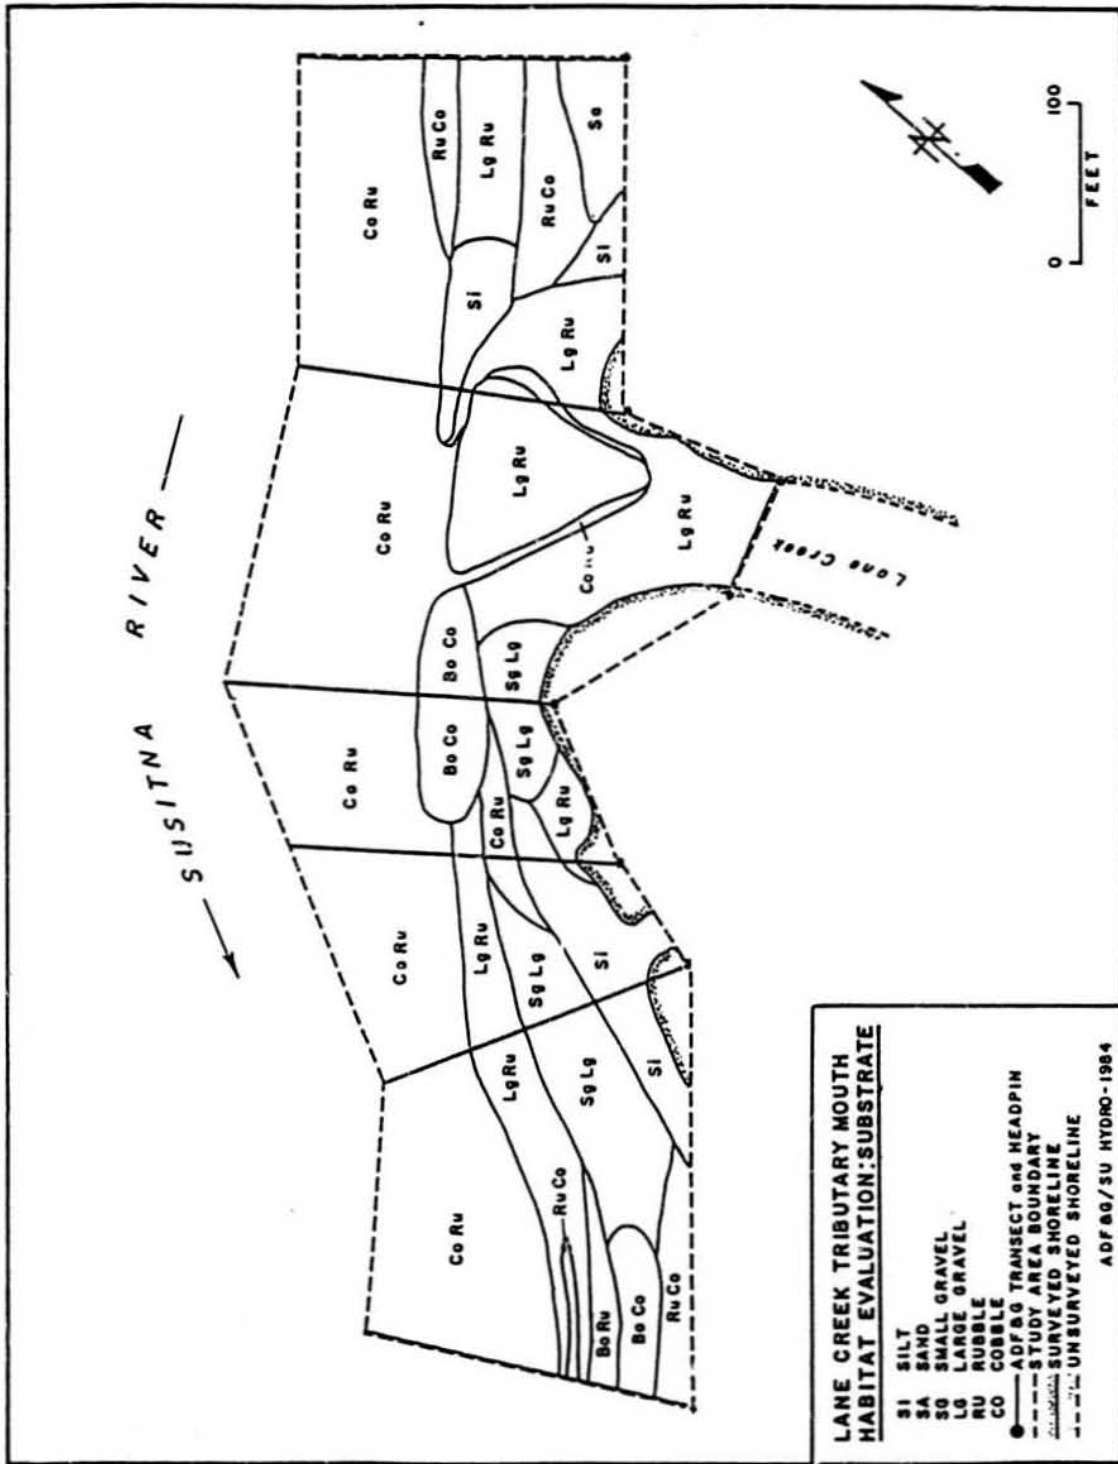 SUSITNA RIVER
Co Ru
Ru Co
Lg Ru
Ru Co
Sa
Si
Si
Lg Ru
Co Ru
Lg Ru
Lg Ru
Co Ru
Lane Creek
Bo Co
Sg Lg
Co Ru
Bo Co
Sg Lg
Co Ru
Lg Ru
Co Ru
Lg Ru
Sg Lg
Si
Co Ru
Lg Ru
Sg Lg
Si
Ru Co
Bo Ru
Bo Co
Ru Co
0 100
FEET
LANE CREEK TRIBUTARY MOUTH
HABITAT EVALUATION:SUBSTRATE
SI SILT
SA SAND
SG SMALL GRAVEL
LG LARGE GRAVEL
RU RUBBLE
CO COBBLE
ADF&G TRANSECT and HEADPIN
STUDY AREA BOUNDARY
SURVEYED SHORELINE
UNSURVEYED SHORELINE
ADF&G/SU HYDRO-1984